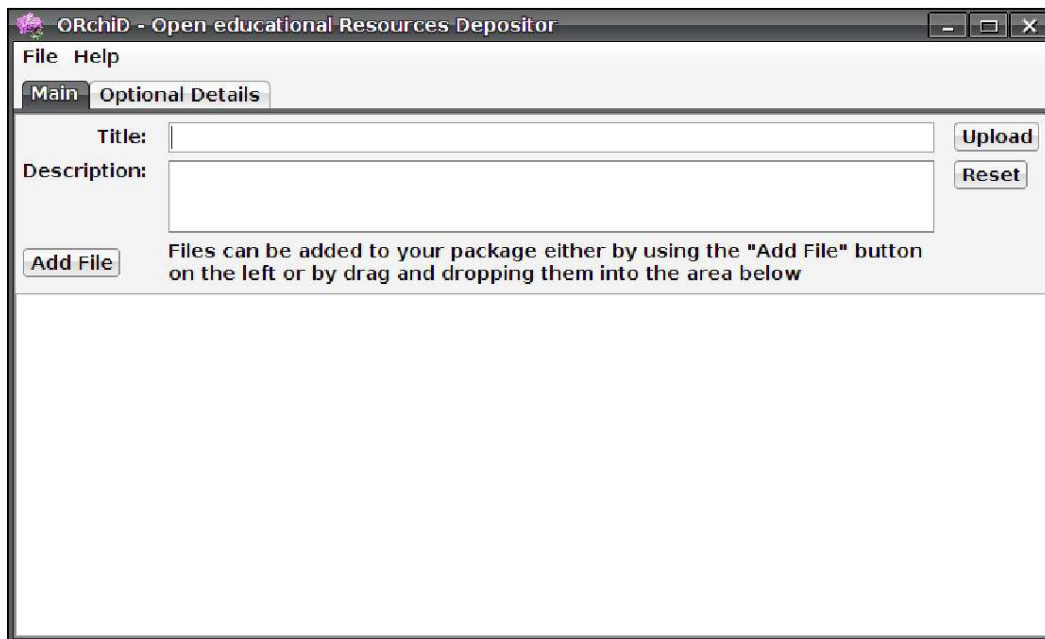 ORchiD - Open educational Resources Depositor
File Help
Main Optional Details
Title: Upload
Description: Reset
Add File
Files can be added to your package either by using the "Add File" button
on the left or by drag and dropping them into the area below